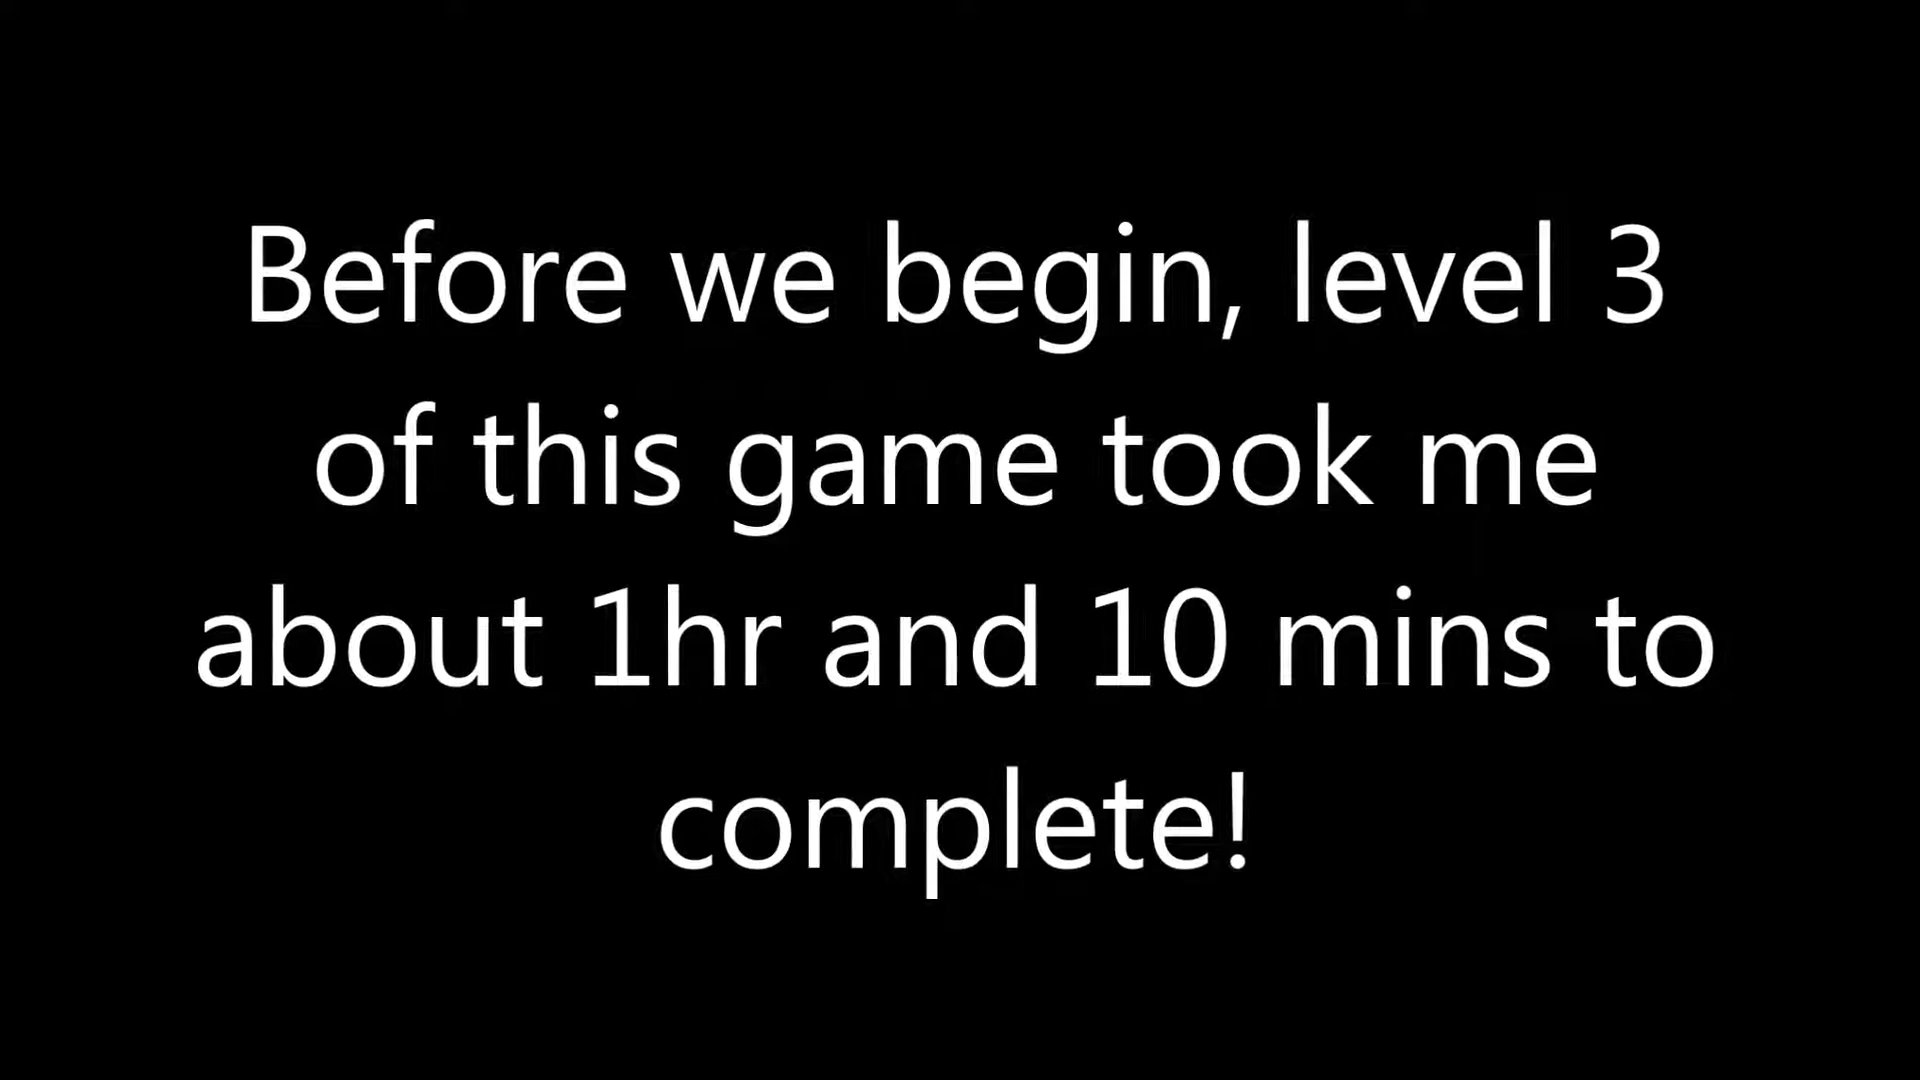 Before we begin, level 3
of this game took me
about 1hr and 10 mins to
complete!